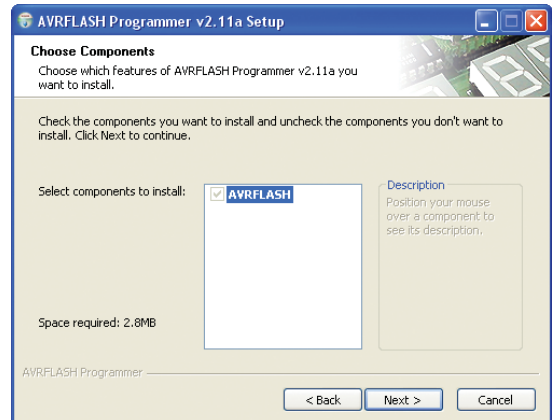 AVRFLASH Programmer v2.11a Setup
Choose Components
Choose which features of AVRFLASH Programmer v2.11a you
want to install.
Check the components you want to install and uncheck the components you don't want to
install. Click Next to continue.
Select components to install:
AVRFLASH
Description
Position your mouse
over a component to
see its description.
Space required: 2.8MB
AVRFLASH Programmer
< Back
Next >
Cancel